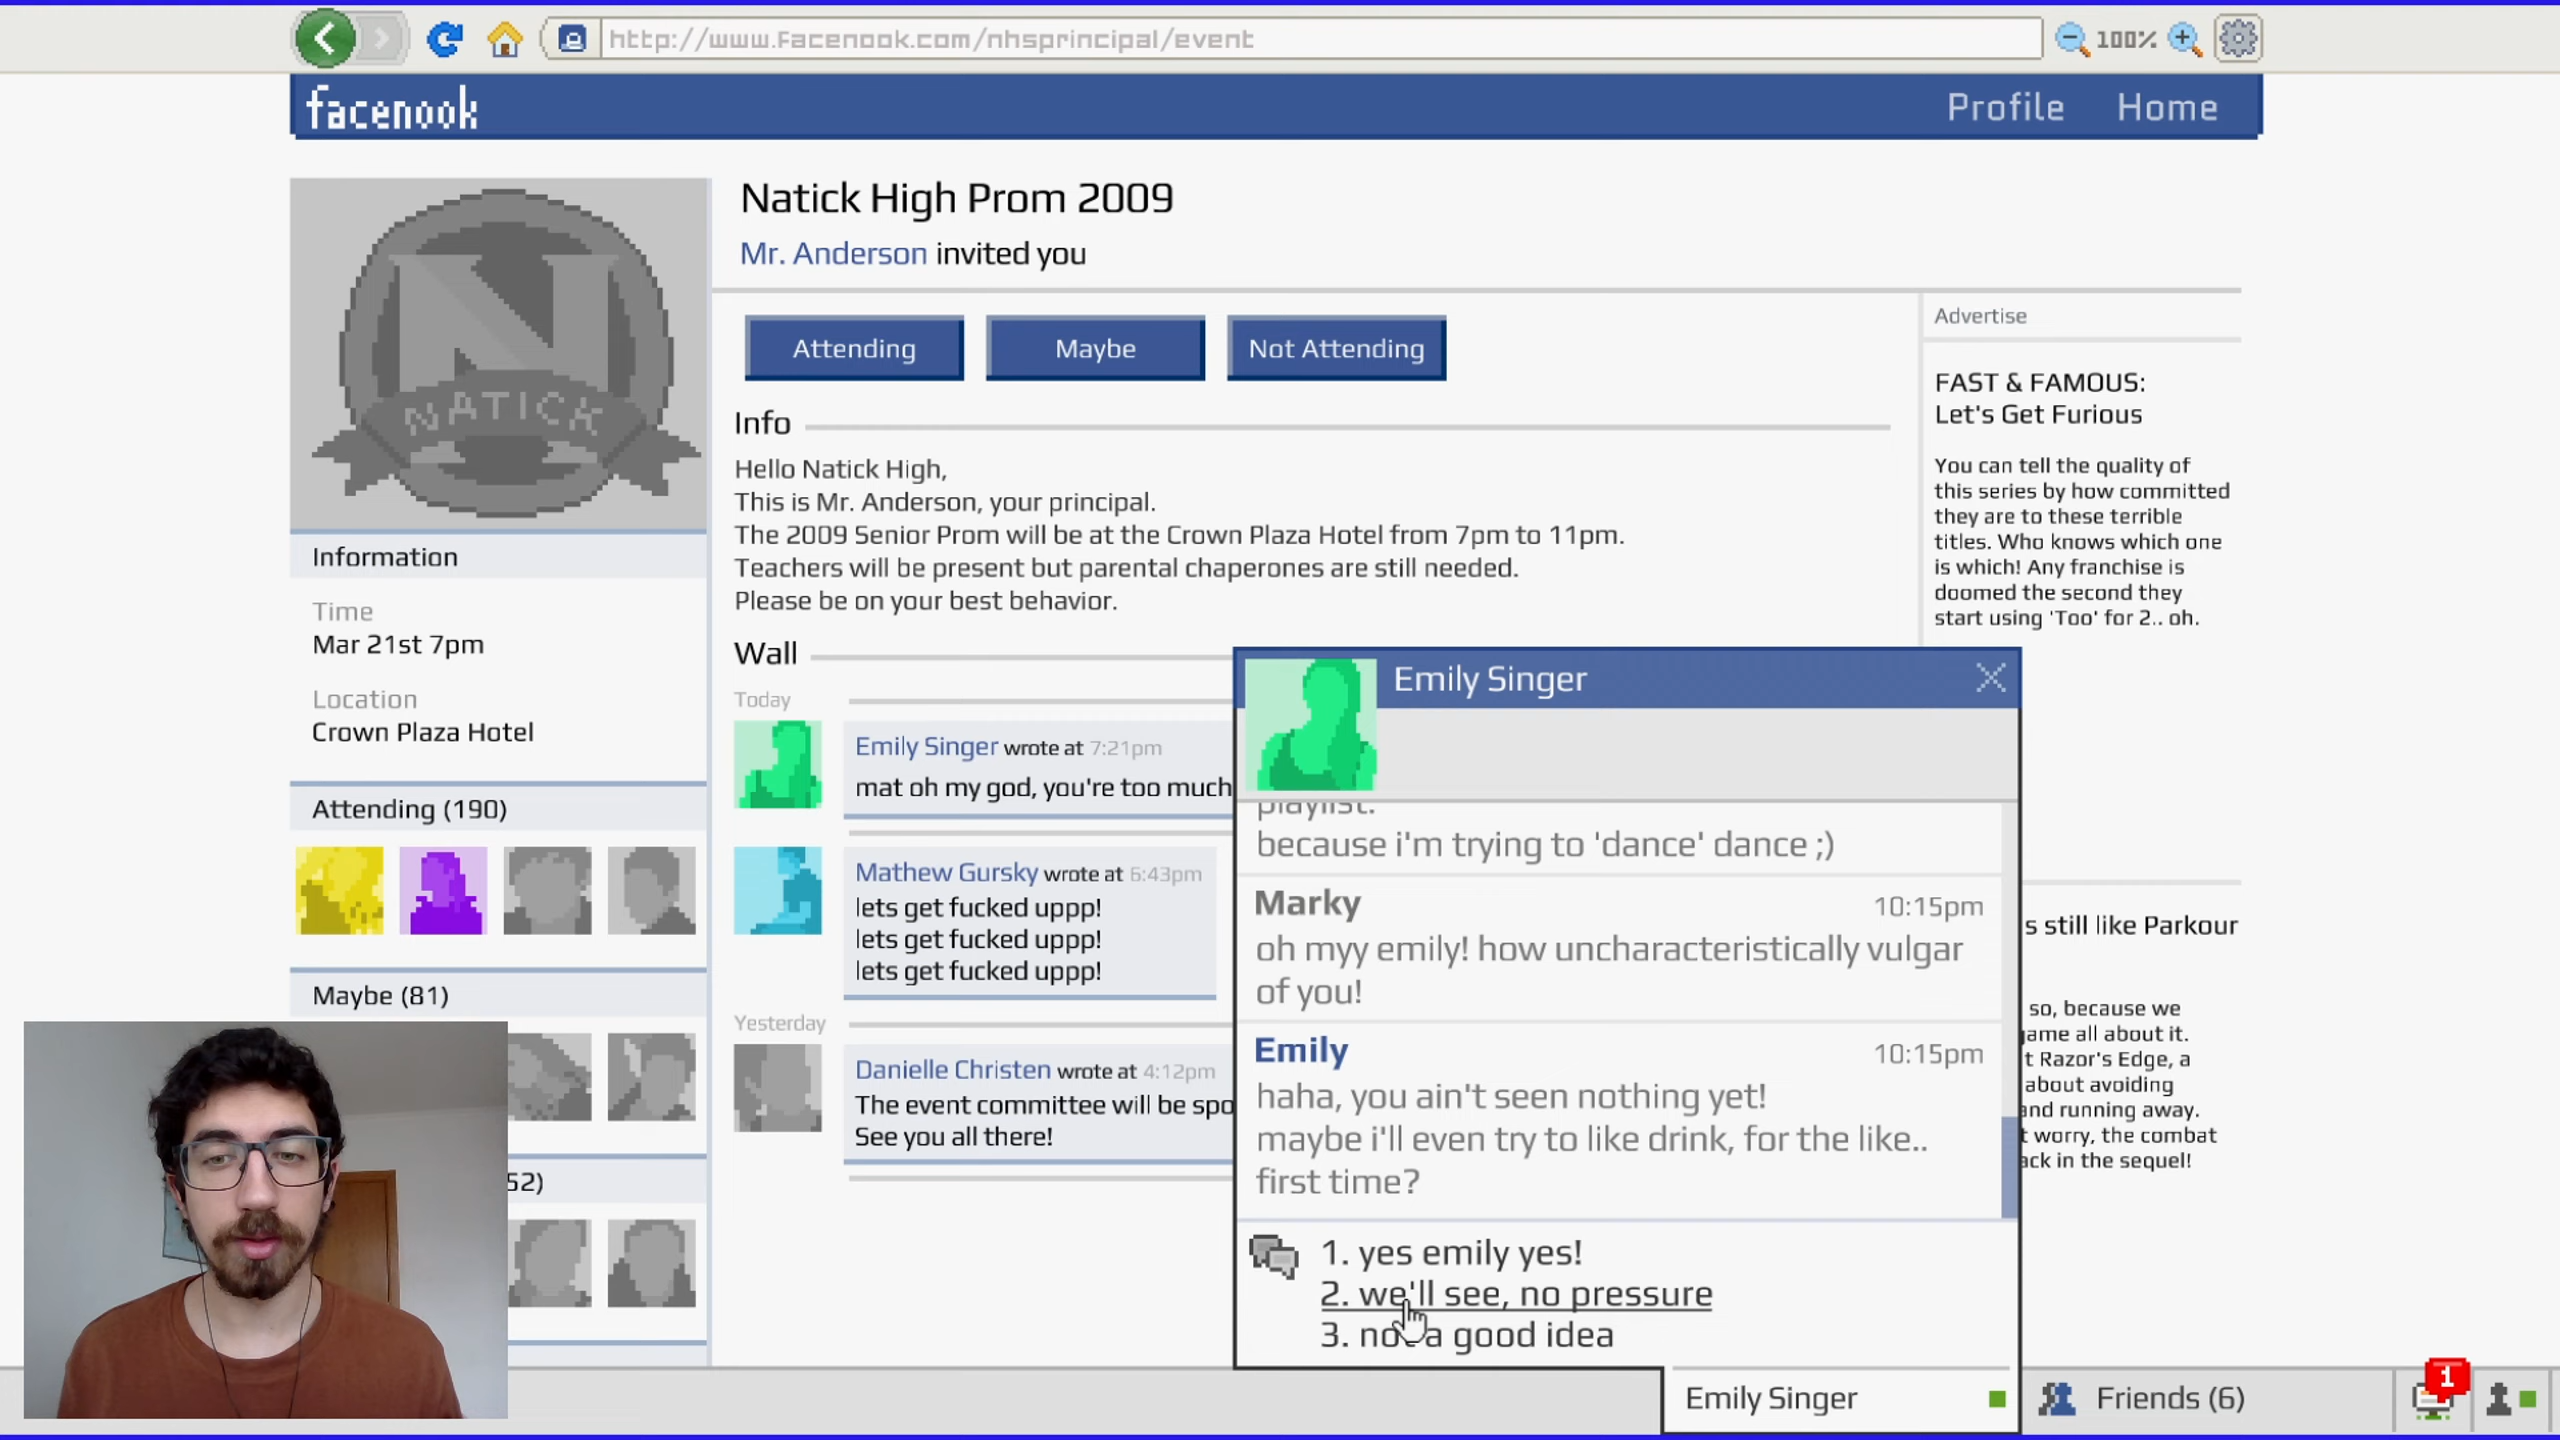 http://www.Facenook.com/nhsprincipal/event
100%
facenook
Profile
Home
NATICK
Natick High Prom 2009
Mr. Anderson invited you
Attending
Maybe
Not Attending
Info
Hello Natick High,
This is Mr. Anderson, your principal.
The 2009 Senior Prom will be at the Crown Plaza Hotel from 7pm to 11pm.
Teachers will be present but parental chaperones are still needed.
Please be on your best behavior.
Information
Time
Mar 21st 7pm
Location
Crown Plaza Hotel
Attending (190)
Maybe (81)
52)
Wall
Today
Emily Singer wrote at 7:21pm
mat oh my god, you're too much
Mathew Gursky wrote at 6:43pm
lets get fucked uppp!
lets get fucked uppp!
lets get fucked uppp!
Yesterday
Danielle Christen wrote at 4:12pm
The event committee will be spo
See you all there!
Advertise
FAST & FAMOUS:
Let's Get Furious
You can tell the quality of
this series by how committed
they are to these terrible
titles. Who knows which one
is which! Any franchise is
doomed the second they
start using 'Too' for 2.. oh.
s still like Parkour
so, because we
game all about it.
t Razor's Edge, a
about avoiding
and running away.
t worry, the combat
ack in the sequel!
Emily Singer
playlist.
because i'm trying to 'dance' dance ;)
Marky 10:15pm
oh myy emily! how uncharacteristically vulgar
of you!
Emily 10:15pm
haha, you ain't seen nothing yet!
maybe i'll even try to like drink, for the like..
first time?
1. yes emily yes!
2. we'll see, no pressure
3. not a good idea
Emily Singer
Friends (6)
1